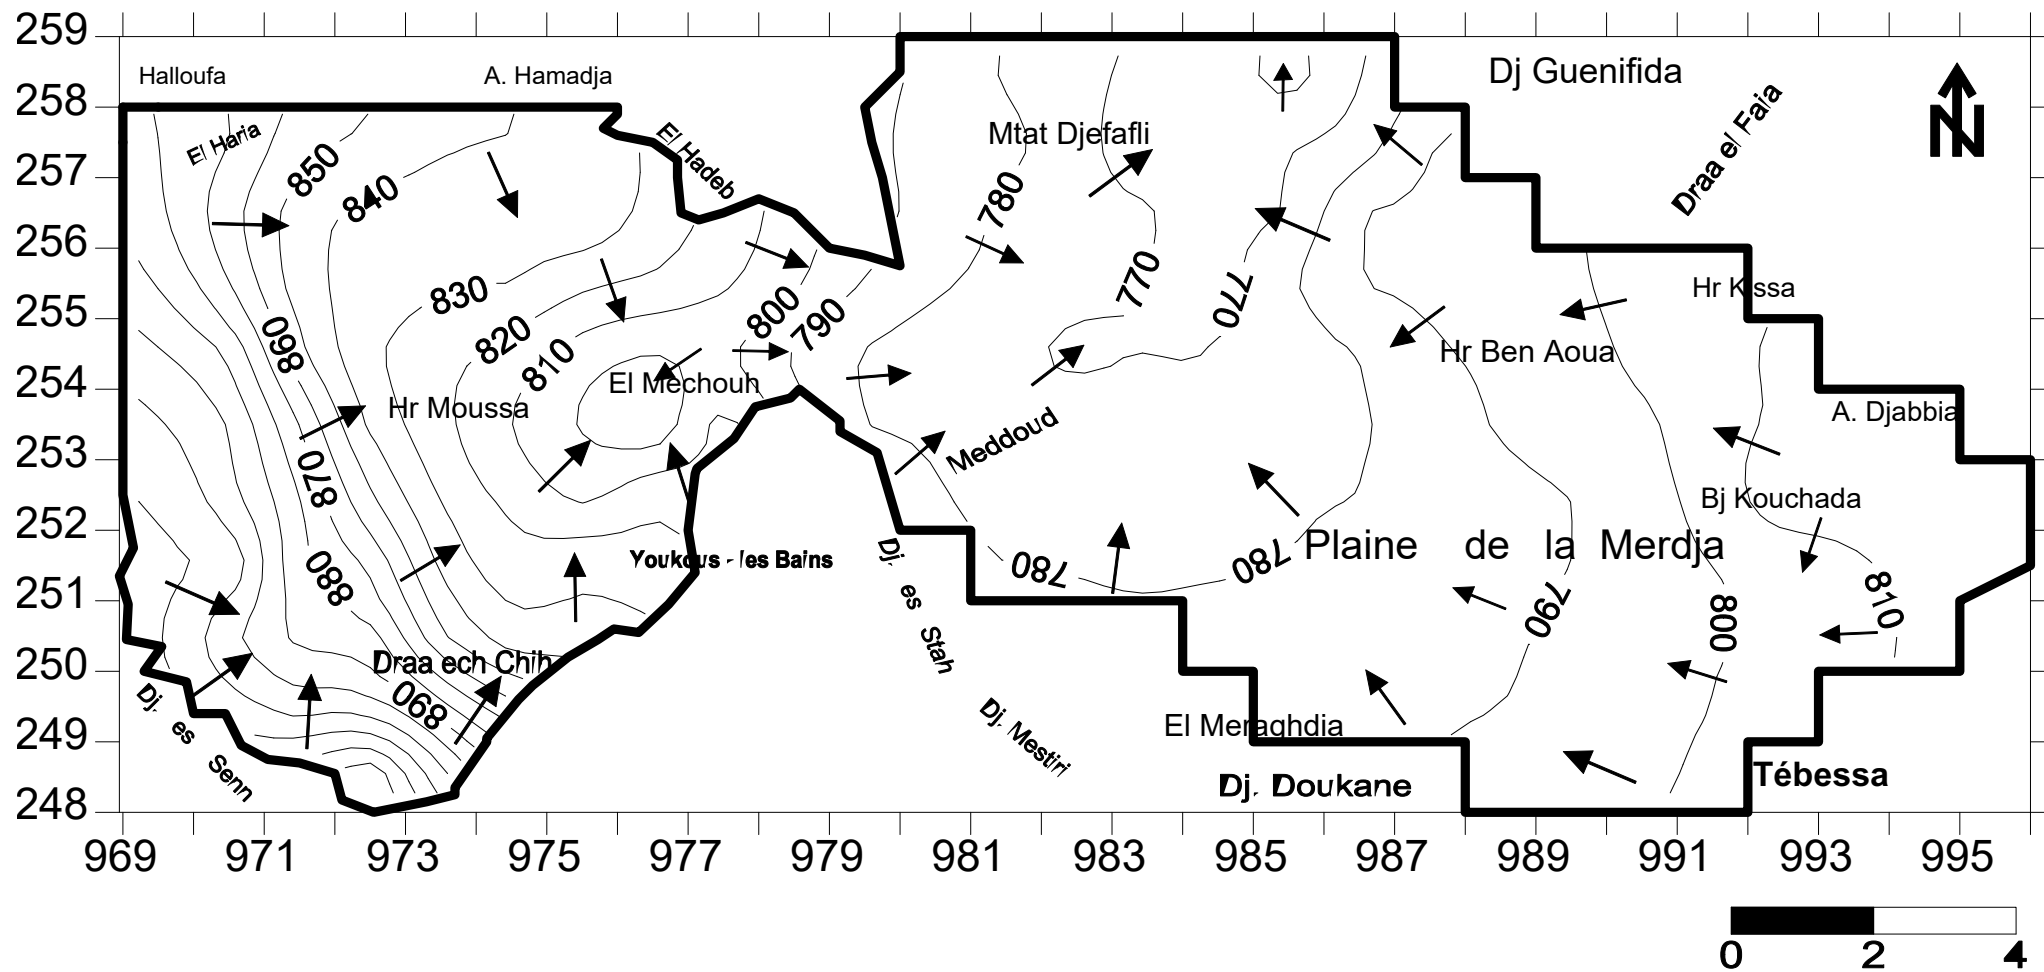 259
258
257
256
255
254
253
252
251
250
249
248
969
971
973
975
977
979
981
983
985
987
989
991
993
995
Halloufa
A. Hamadja
Dj Guenifida
N
El Haria
El Hadeb
Mtat Djefafli
Draa el Faia
850
840
780
830
770
770
Hr Kissa
860
820
800
790
810
Hr Ben Aoua
El Mechouh
Hr Moussa
A. Djabbia
Meddoud
870
Bj Kouchada
Plaine de la Merdja
Youkous - les Bains
Dj. es Stah
780
780
880
790
800
810
Draa ech Chih
890
Dj. es Senn
Dj. Mestiri
El Meraghdia
Dj. Doukane
Tébessa
0 2 4